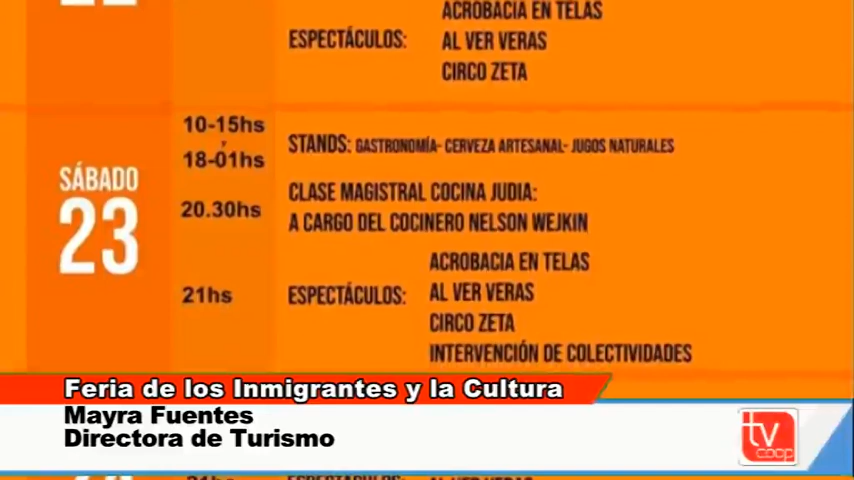 ACROBACIA EN TELAS
ESPECTÁCULOS: AL VER VERAS
CIRCO ZETA
SÁBADO
23
10-15hs
y
18-01hs
STANDS: GASTRONOMÍA- CERVEZA ARTESANAL- JUGOS NATURALES
20.30hs
CLASE MAGISTRAL COCINA JUDIA:
A CARGO DEL COCINERO NELSON WEJKIN
21hs
ESPECTÁCULOS:
ACROBACIA EN TELAS
AL VER VERAS
CIRCO ZETA
INTERVENCIÓN DE COLECTIVIDADES
Feria de los Inmigrantes y la Cultura
Mayra Fuentes
Directora de Turismo
tv
coop